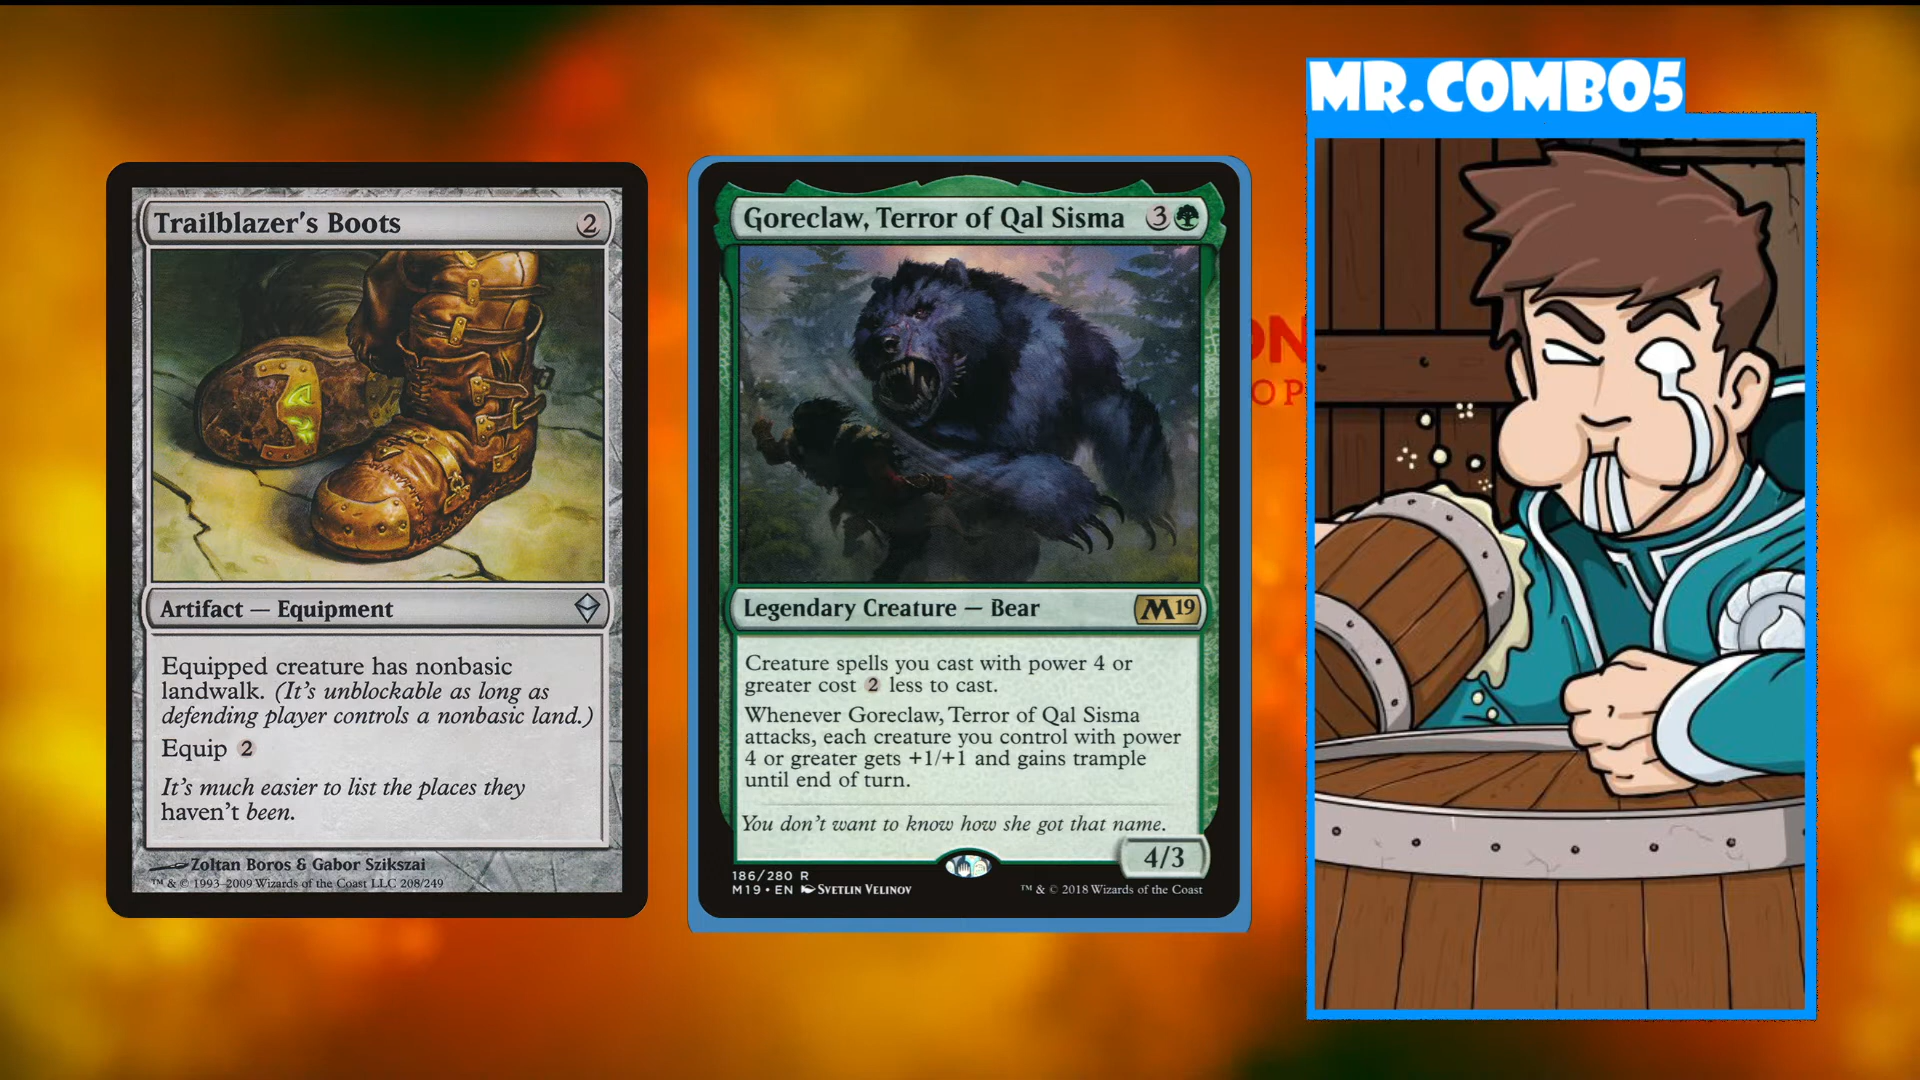 MR.COMBO5
Trailblazer's Boots 2
Artifact — Equipment
Equipped creature has nonbasic
landwalk. (It's unblockable as long as
defending player controls a nonbasic land.)
Equip 2
It's much easier to list the places they
haven't been.
Zoltan Boros & Gabor Szikszai
™ & © 1993–2009 Wizards of the Coast LLC 208/249
Goreclaw, Terror of Qal Sisma 3
Legendary Creature — Bear M19
Creature spells you cast with power 4 or
greater cost 2 less to cast.
Whenever Goreclaw, Terror of Qal Sisma
attacks, each creature you control with power
4 or greater gets +1/+1 and gains trample
until end of turn.
You don't want to know how she got that name.
4/3
186/280 R
M19 • EN Svetlin Velinov ™ & © 2018 Wizards of the Coast